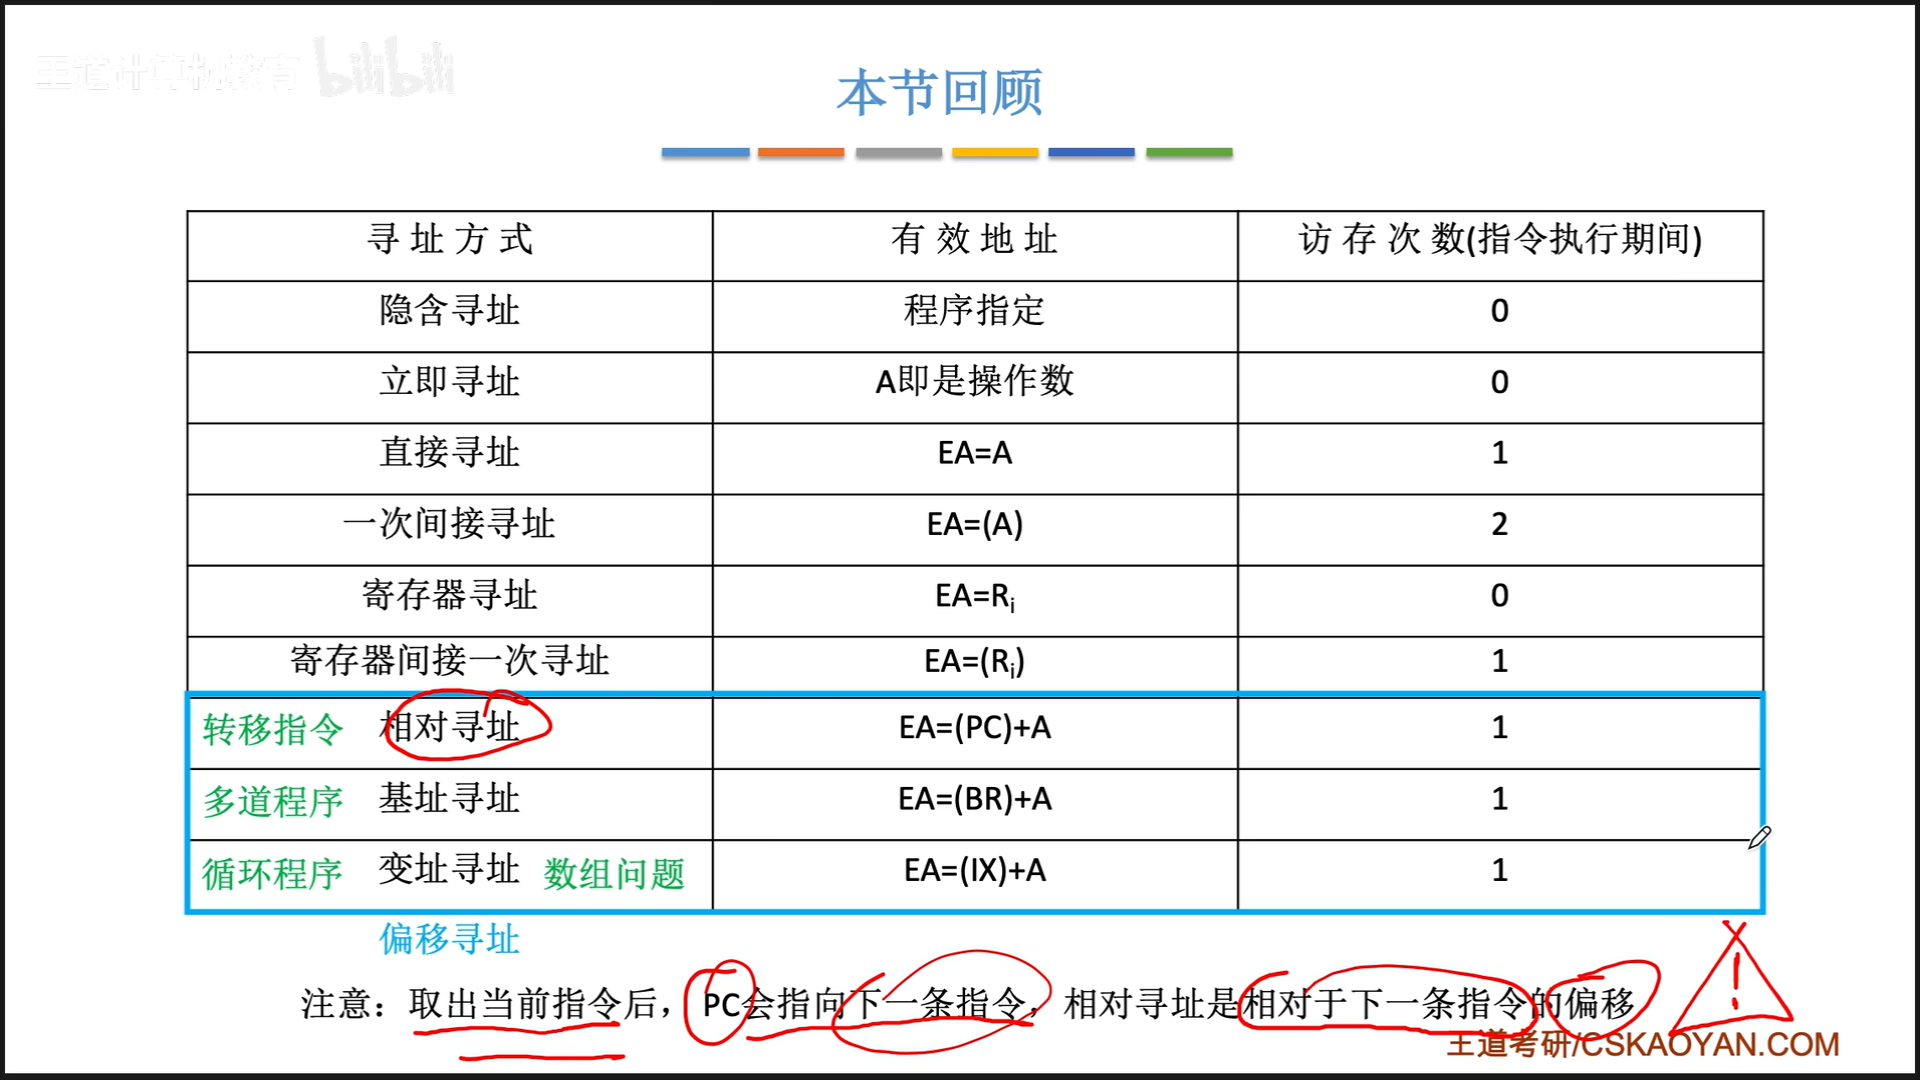 王道计算机教育 bilibili
本节回顾
寻 址 方 式 有 效 地 址 访 存 次 数(指令执行期间)
隐含寻址 程序指定 0
立即寻址 A即是操作数 0
直接寻址 EA=A 1
一次间接寻址 EA=(A) 2
寄存器寻址 EA=Rᵢ 0
寄存器间接一次寻址 EA=(Rᵢ) 1
转移指令 相对寻址 EA=(PC)+A 1
多道程序 基址寻址 EA=(BR)+A 1
循环程序 变址寻址 数组问题 EA=(IX)+A 1
偏移寻址
注意：取出当前指令后，PC会指向下一条指令，相对寻址是相对于下一条指令的偏移
王道考研/CSKAOYAN.COM